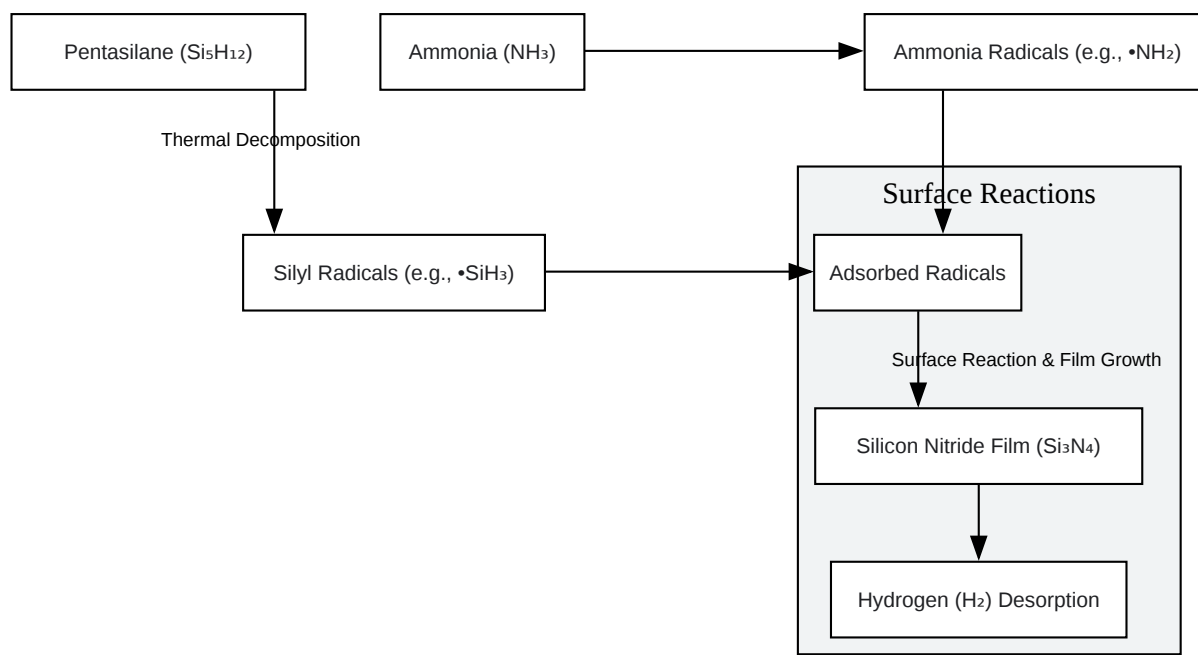 Pentasilane (Si₅H₁₂)
Ammonia (NH₃)
Ammonia Radicals (e.g., •NH₂)
Thermal Decomposition
Surface Reactions
Silyl Radicals (e.g., •SiH₃)
Adsorbed Radicals
Surface Reaction & Film Growth
Silicon Nitride Film (Si₃N₄)
Hydrogen (H₂) Desorption